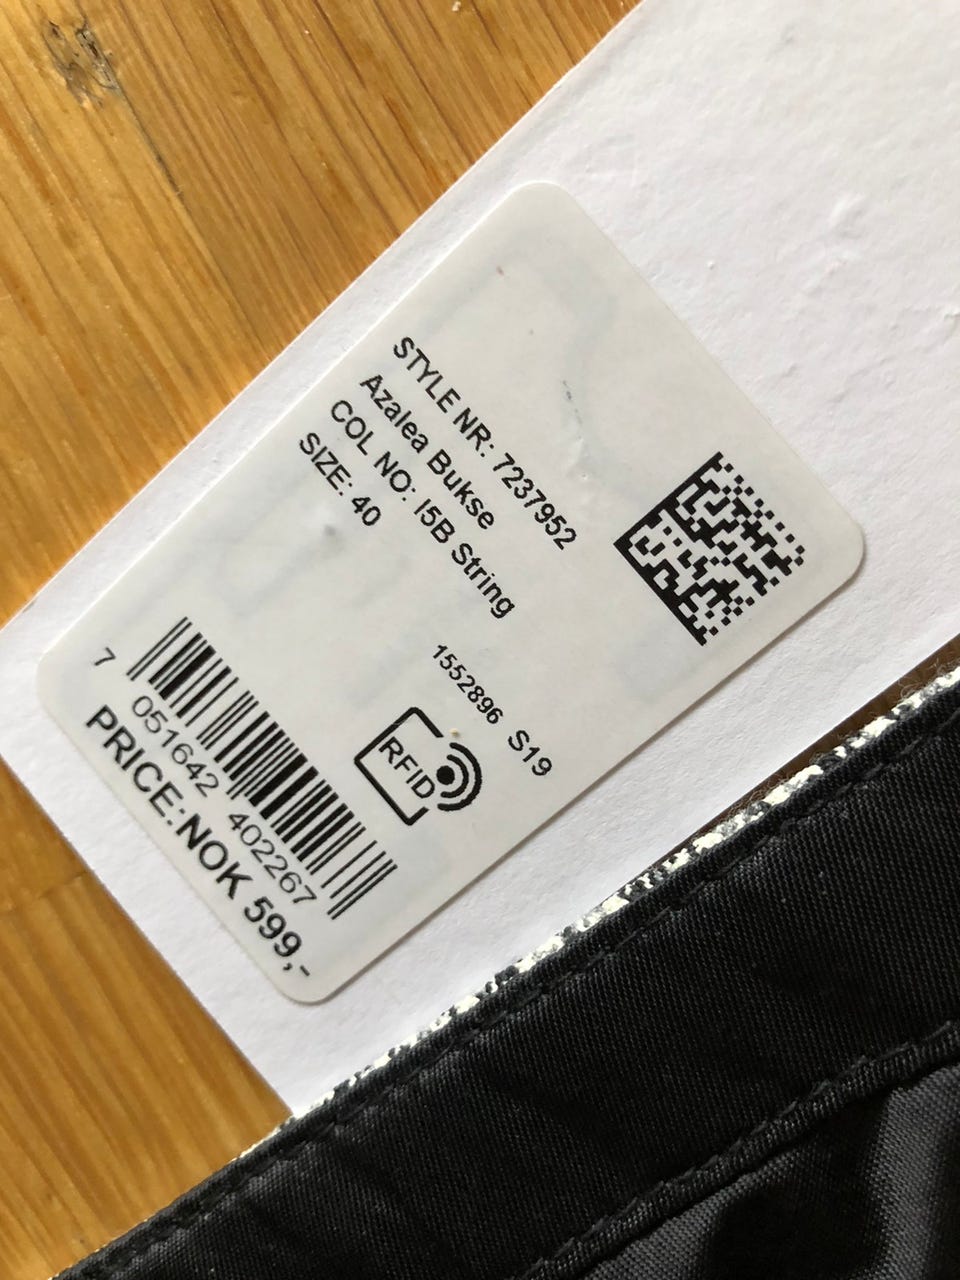 STYLE NR: 7237952
Azalea Bukse
COL NO: I5B String
SIZE: 40
1552896 S19
RFID
7 051642 402267
PRICE: NOK 599,-